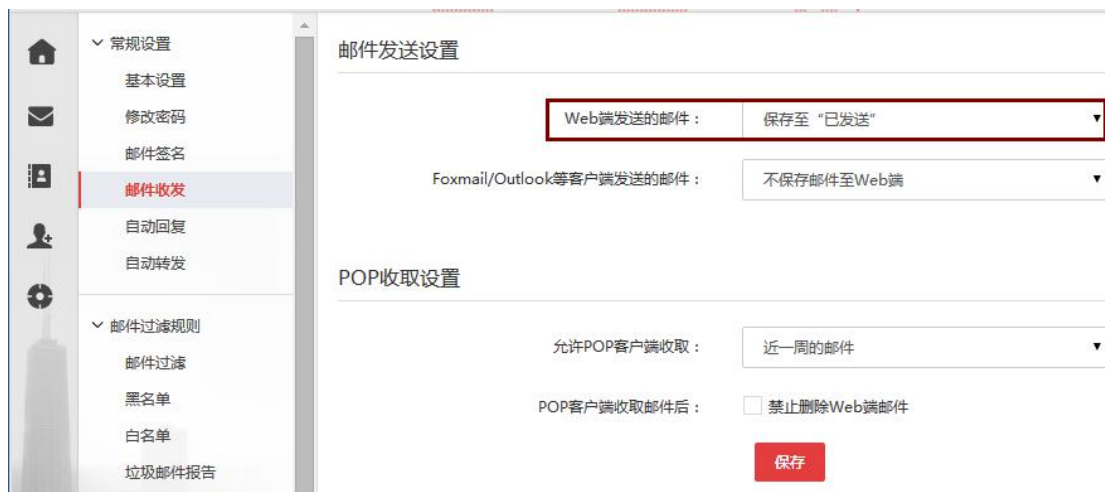 常规设置
基本设置
修改密码
邮件签名
邮件收发
自动回复
自动转发
邮件过滤规则
邮件过滤
黑名单
白名单
垃圾邮件报告
邮件发送设置
Web端发送的邮件： 保存至“已发送”
Foxmail/Outlook等客户端发送的邮件： 不保存邮件至Web端
POP收取设置
允许POP客户端收取： 近一周的邮件
POP客户端收取邮件后： 禁止删除Web端邮件
保存